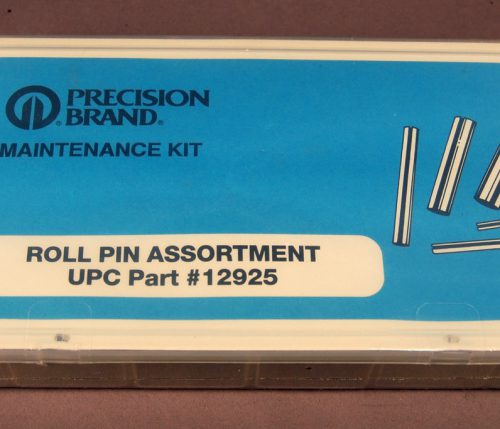 PRECISION
BRAND®
MAINTENANCE KIT
ROLL PIN ASSORTMENT
UPC Part #12925